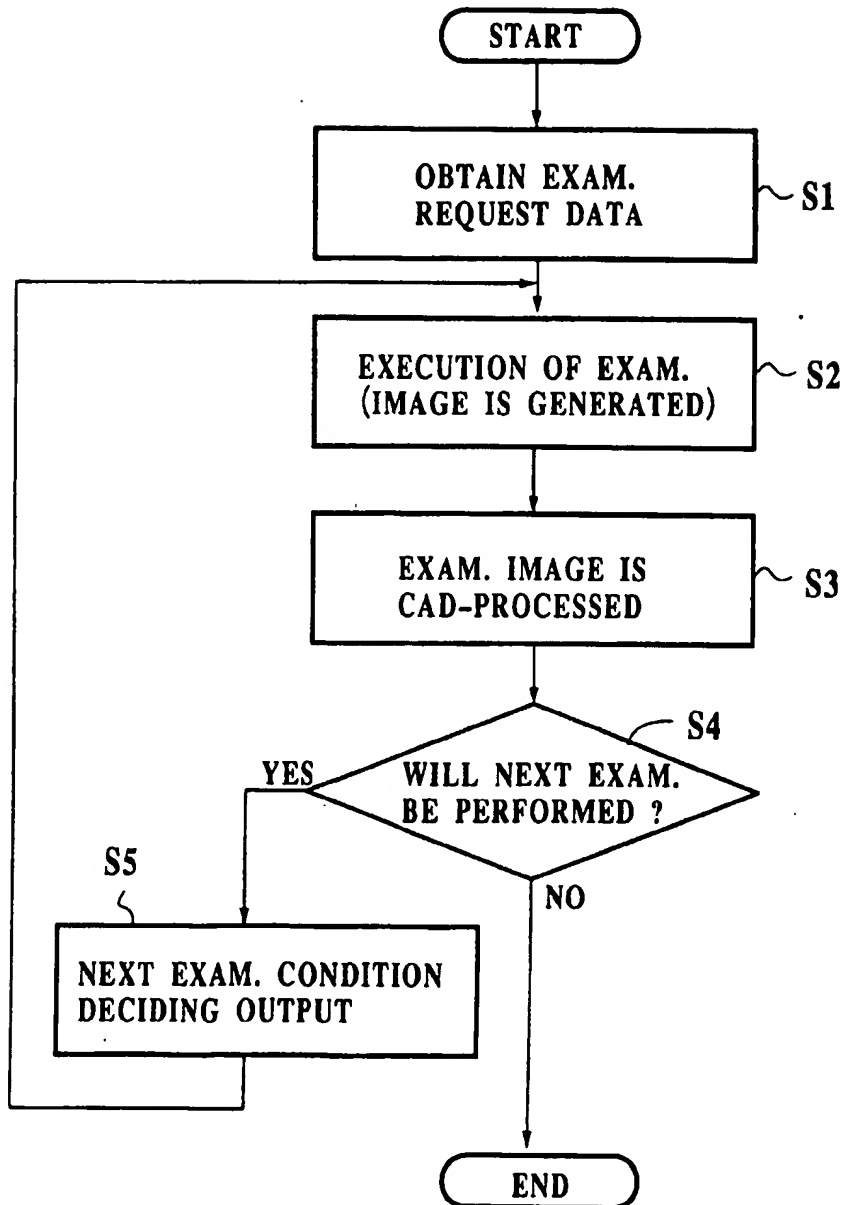 START
OBTAIN EXAM.
REQUEST DATA
S1
EXECUTION OF EXAM.
(IMAGE IS GENERATED)
S2
EXAM. IMAGE IS
CAD-PROCESSED
S3
S4
WILL NEXT EXAM.
BE PERFORMED ?
YES
NO
S5
NEXT EXAM. CONDITION
DECIDING OUTPUT
END